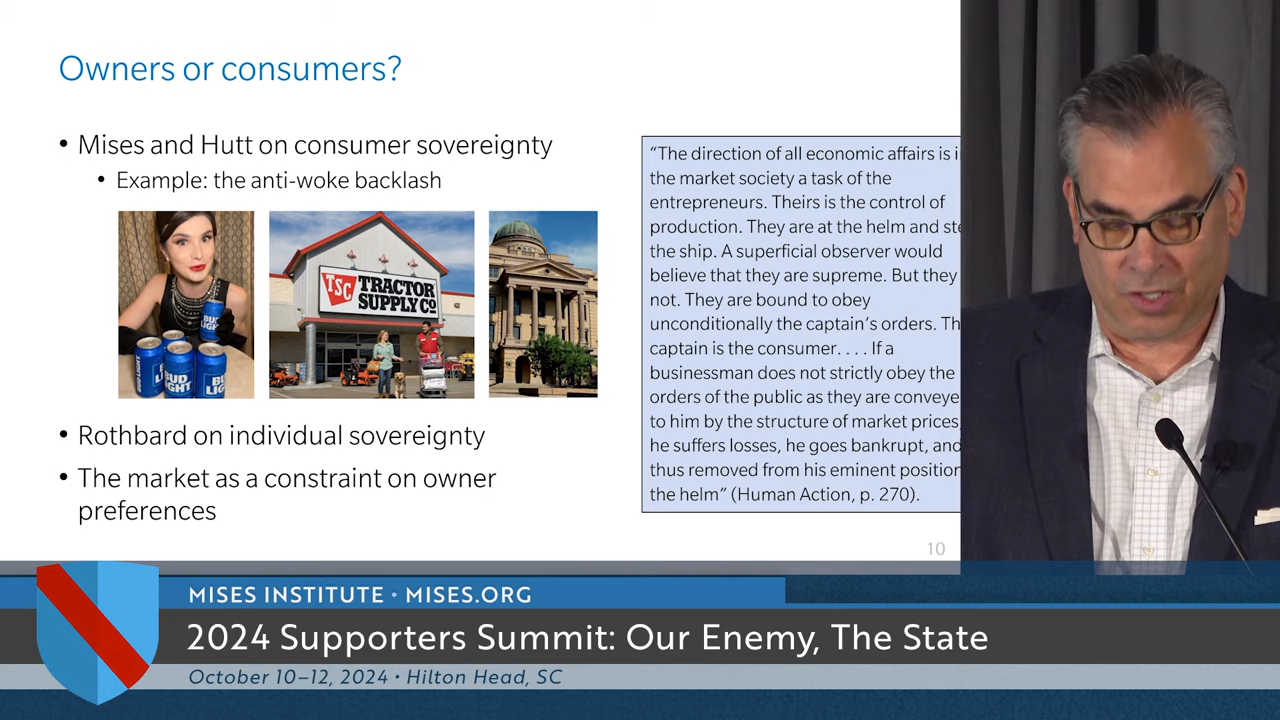 Owners or consumers?
• Mises and Hutt on consumer sovereignty
• Example: the anti-woke backlash
BUD LIGHT
TSC TRACTOR
SUPPLY CO
• Rothbard on individual sovereignty
• The market as a constraint on owner
preferences
“The direction of all economic affairs is
the market society a task of the
entrepreneurs. Theirs is the control of
production. They are at the helm and
the ship. A superficial observer would
believe that they are supreme. But they
not. They are bound to obey
unconditionally the captain’s orders.
captain is the consumer. . . . If a
businessman does not strictly obey the
orders of the public as they are
to him by the structure of market prices,
he suffers losses, he goes bankrupt, and
thus removed from his eminent position
the helm” (Human Action, p. 270).
10
MISES INSTITUTE • MISES.ORG
2024 Supporters Summit: Our Enemy, The State
October 10–12, 2024 • Hilton Head, SC